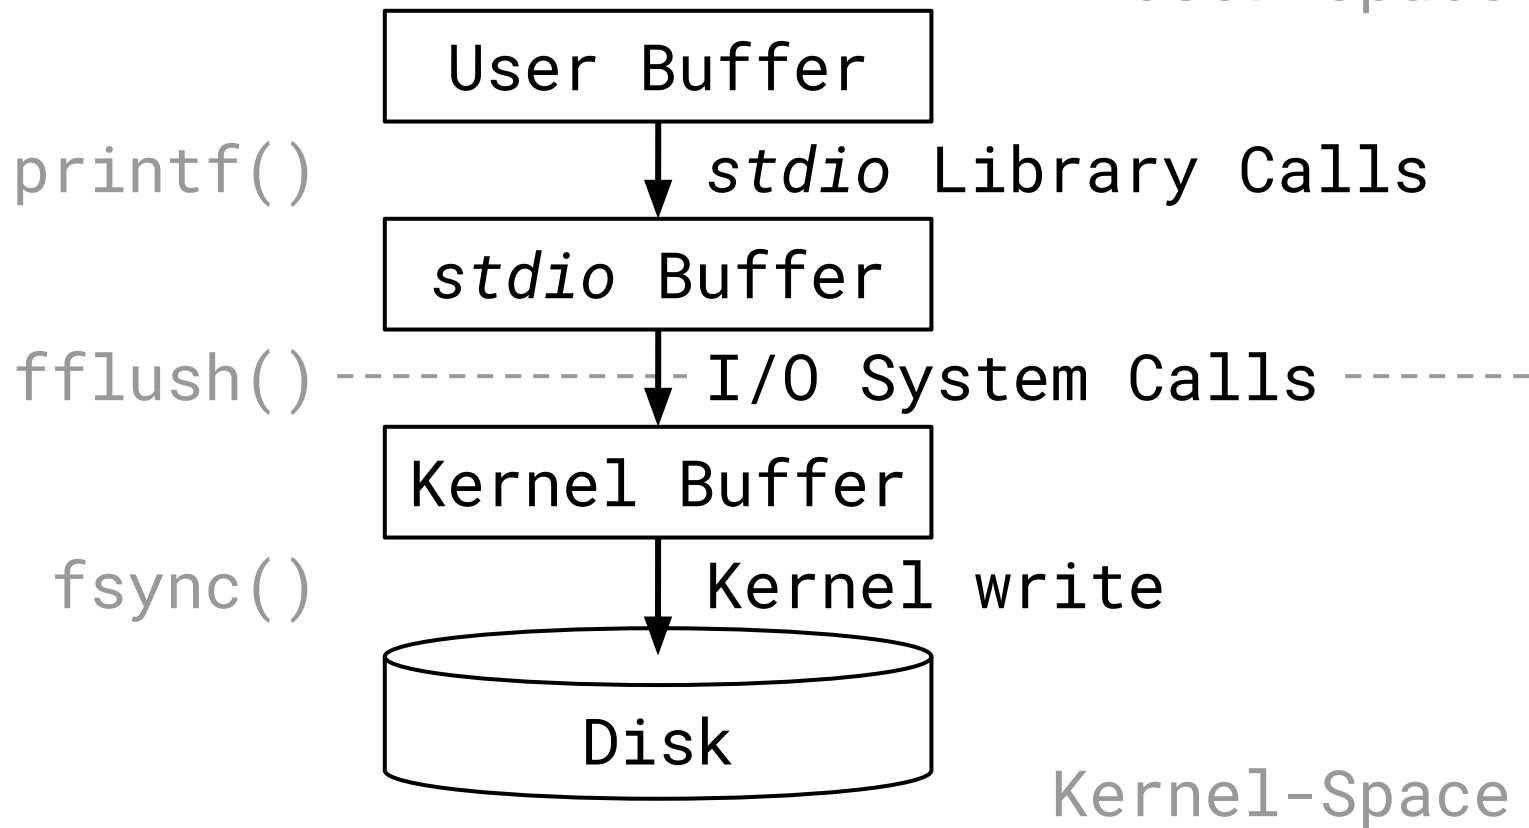 User Buffer
printf()
stdio Library Calls
stdio Buffer
fflush()
I/O System Calls
Kernel Buffer
fsync()
Kernel write
Disk
Kernel-Space